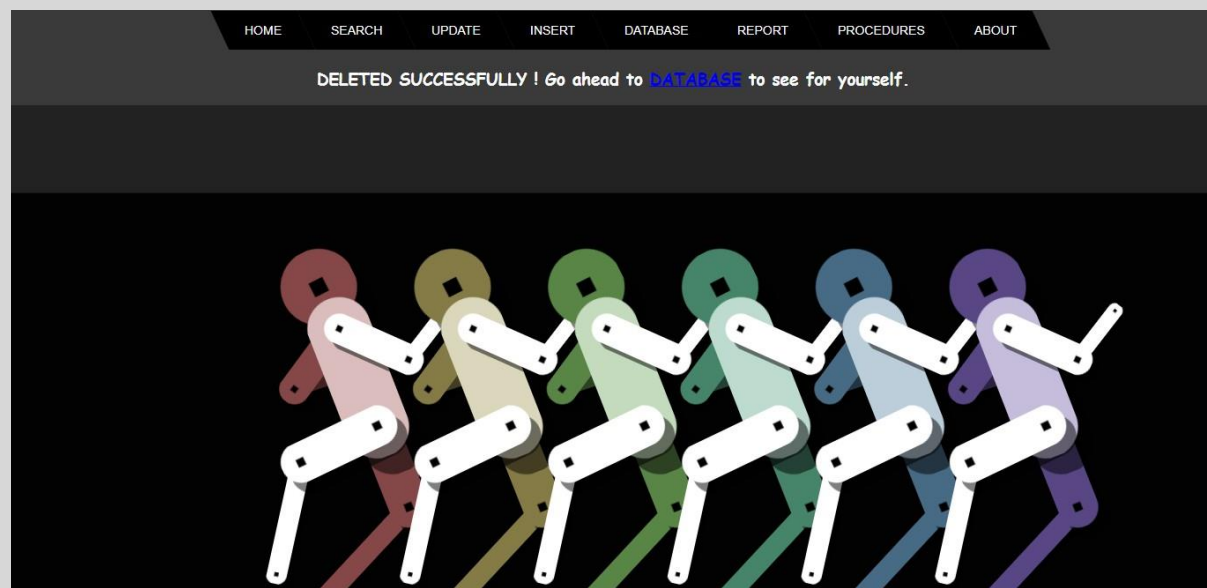 HOME SEARCH UPDATE INSERT DATABASE REPORT PROCEDURES ABOUT
DELETED SUCCESSFULLY ! Go ahead to DATABASE to see for yourself.